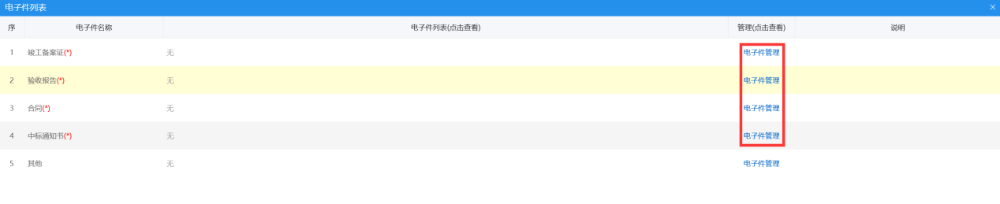 电子件列表 ×
序 电子件名称 电子件列表(点击查看) 管理(点击查看) 说明
1 竣工备案证(*) 无 电子件管理
2 验收报告(*) 无 电子件管理
3 合同(*) 无 电子件管理
4 中标通知书(*) 无 电子件管理
5 其他 无 电子件管理